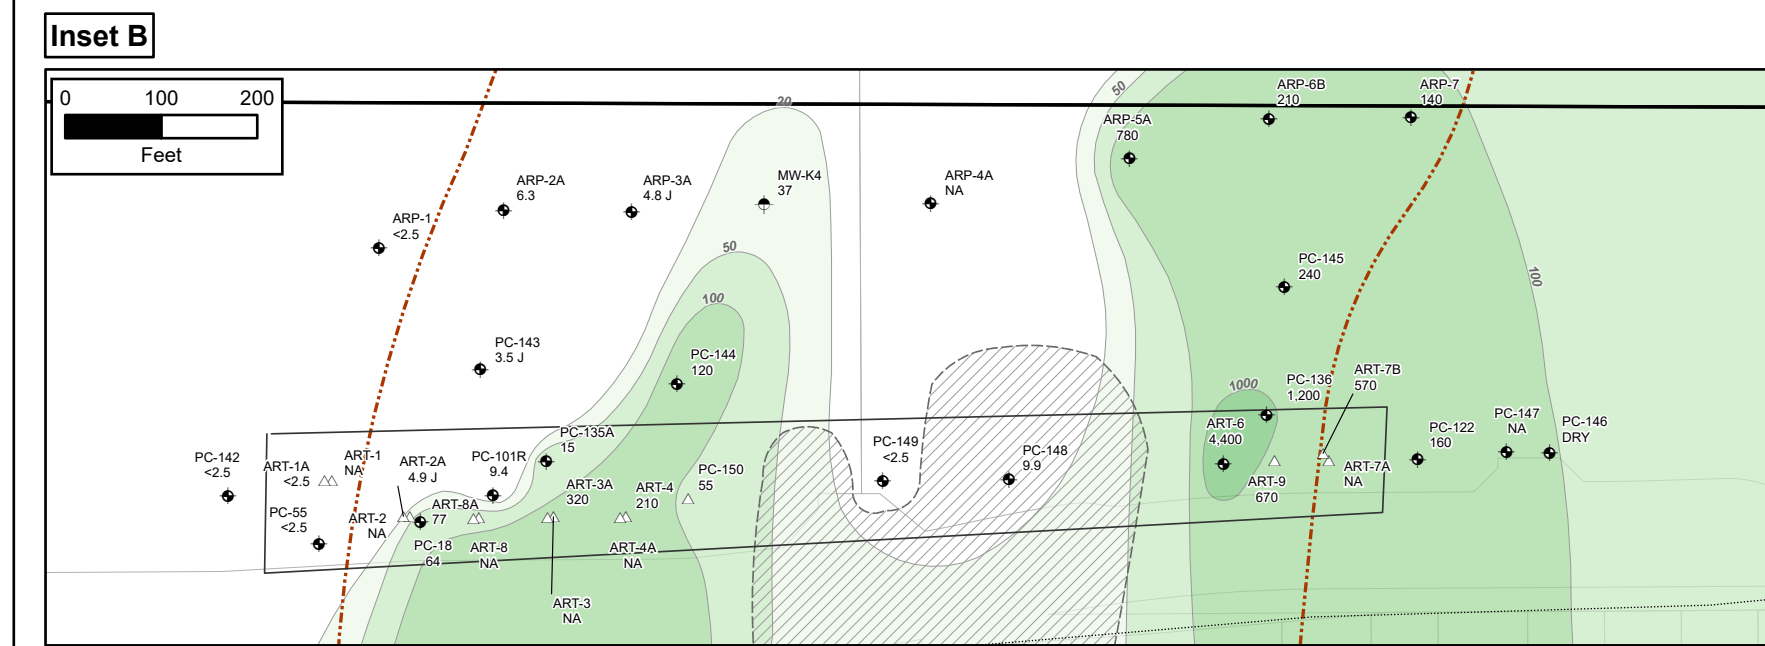 Inset B
0 100 200
Feet
20
50
ARP-6B
210
ARP-7
140
ARP-5A
780
ARP-2A
6.3
ARP-3A
4.8 J
MW-K4
37
ARP-4A
NA
ARP-1
<2.5
50
PC-145
240
100
100
PC-143
3.5 J
PC-144
120
1000
PC-136
1,200
ART-7B
570
PC-142
<2.5
ART-1A
<2.5
ART-1
NA
ART-2A
4.9 J
PC-101R
9.4
PC-135A
15
PC-149
<2.5
PC-148
9.9
ART-6
4,400
PC-122
160
PC-147
NA
PC-146
DRY
PC-55
<2.5
ART-2
NA
ART-8A
77
ART-3A
320
ART-4
210
PC-150
55
ART-9
670
ART-7A
NA
PC-18
64
ART-8
NA
ART-4A
NA
ART-3
NA